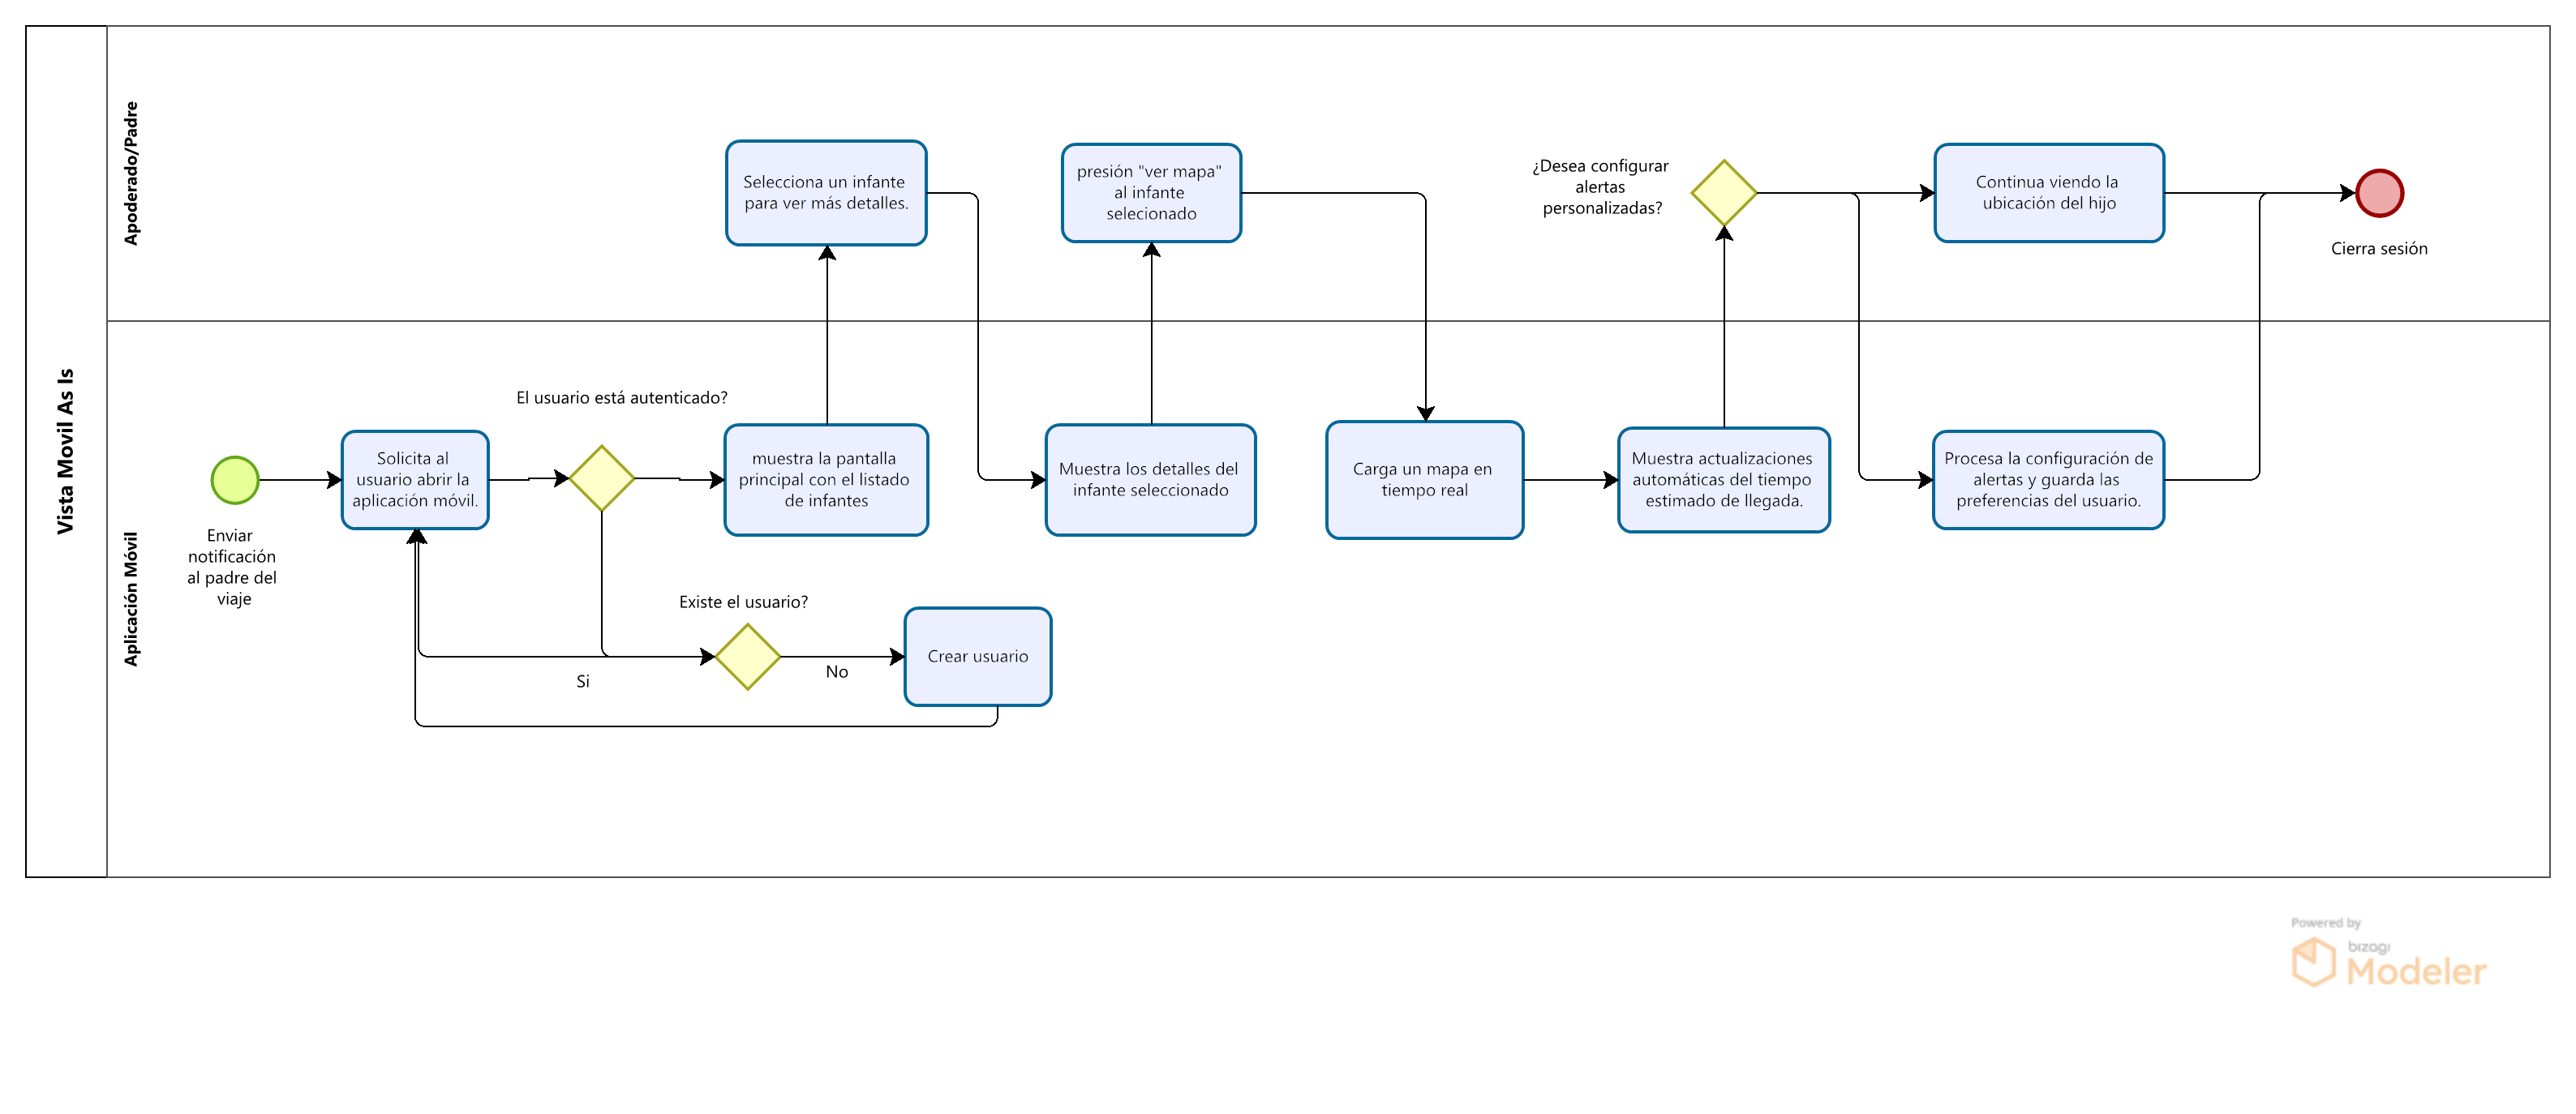 Vista Movil As Is
Apoderado/Padre
Selecciona un infante
para ver más detalles.
presión "ver mapa"
al infante
selecionado
¿Desea configurar
alertas
personalizadas?
Continua viendo la
ubicación del hijo
Cierra sesión
Aplicación Móvil
Enviar
notificación
al padre del
viaje
Solicita al
usuario abrir la
aplicación móvil.
El usuario está autenticado?
muestra la pantalla
principal con el listado
de infantes
Muestra los detalles del
infante seleccionado
Carga un mapa en
tiempo real
Muestra actualizaciones
automáticas del tiempo
estimado de llegada.
Procesa la configuración de
alertas y guarda las
preferencias del usuario.
Existe el usuario?
Si
No
Crear usuario
Powered by
bizagi
Modeler